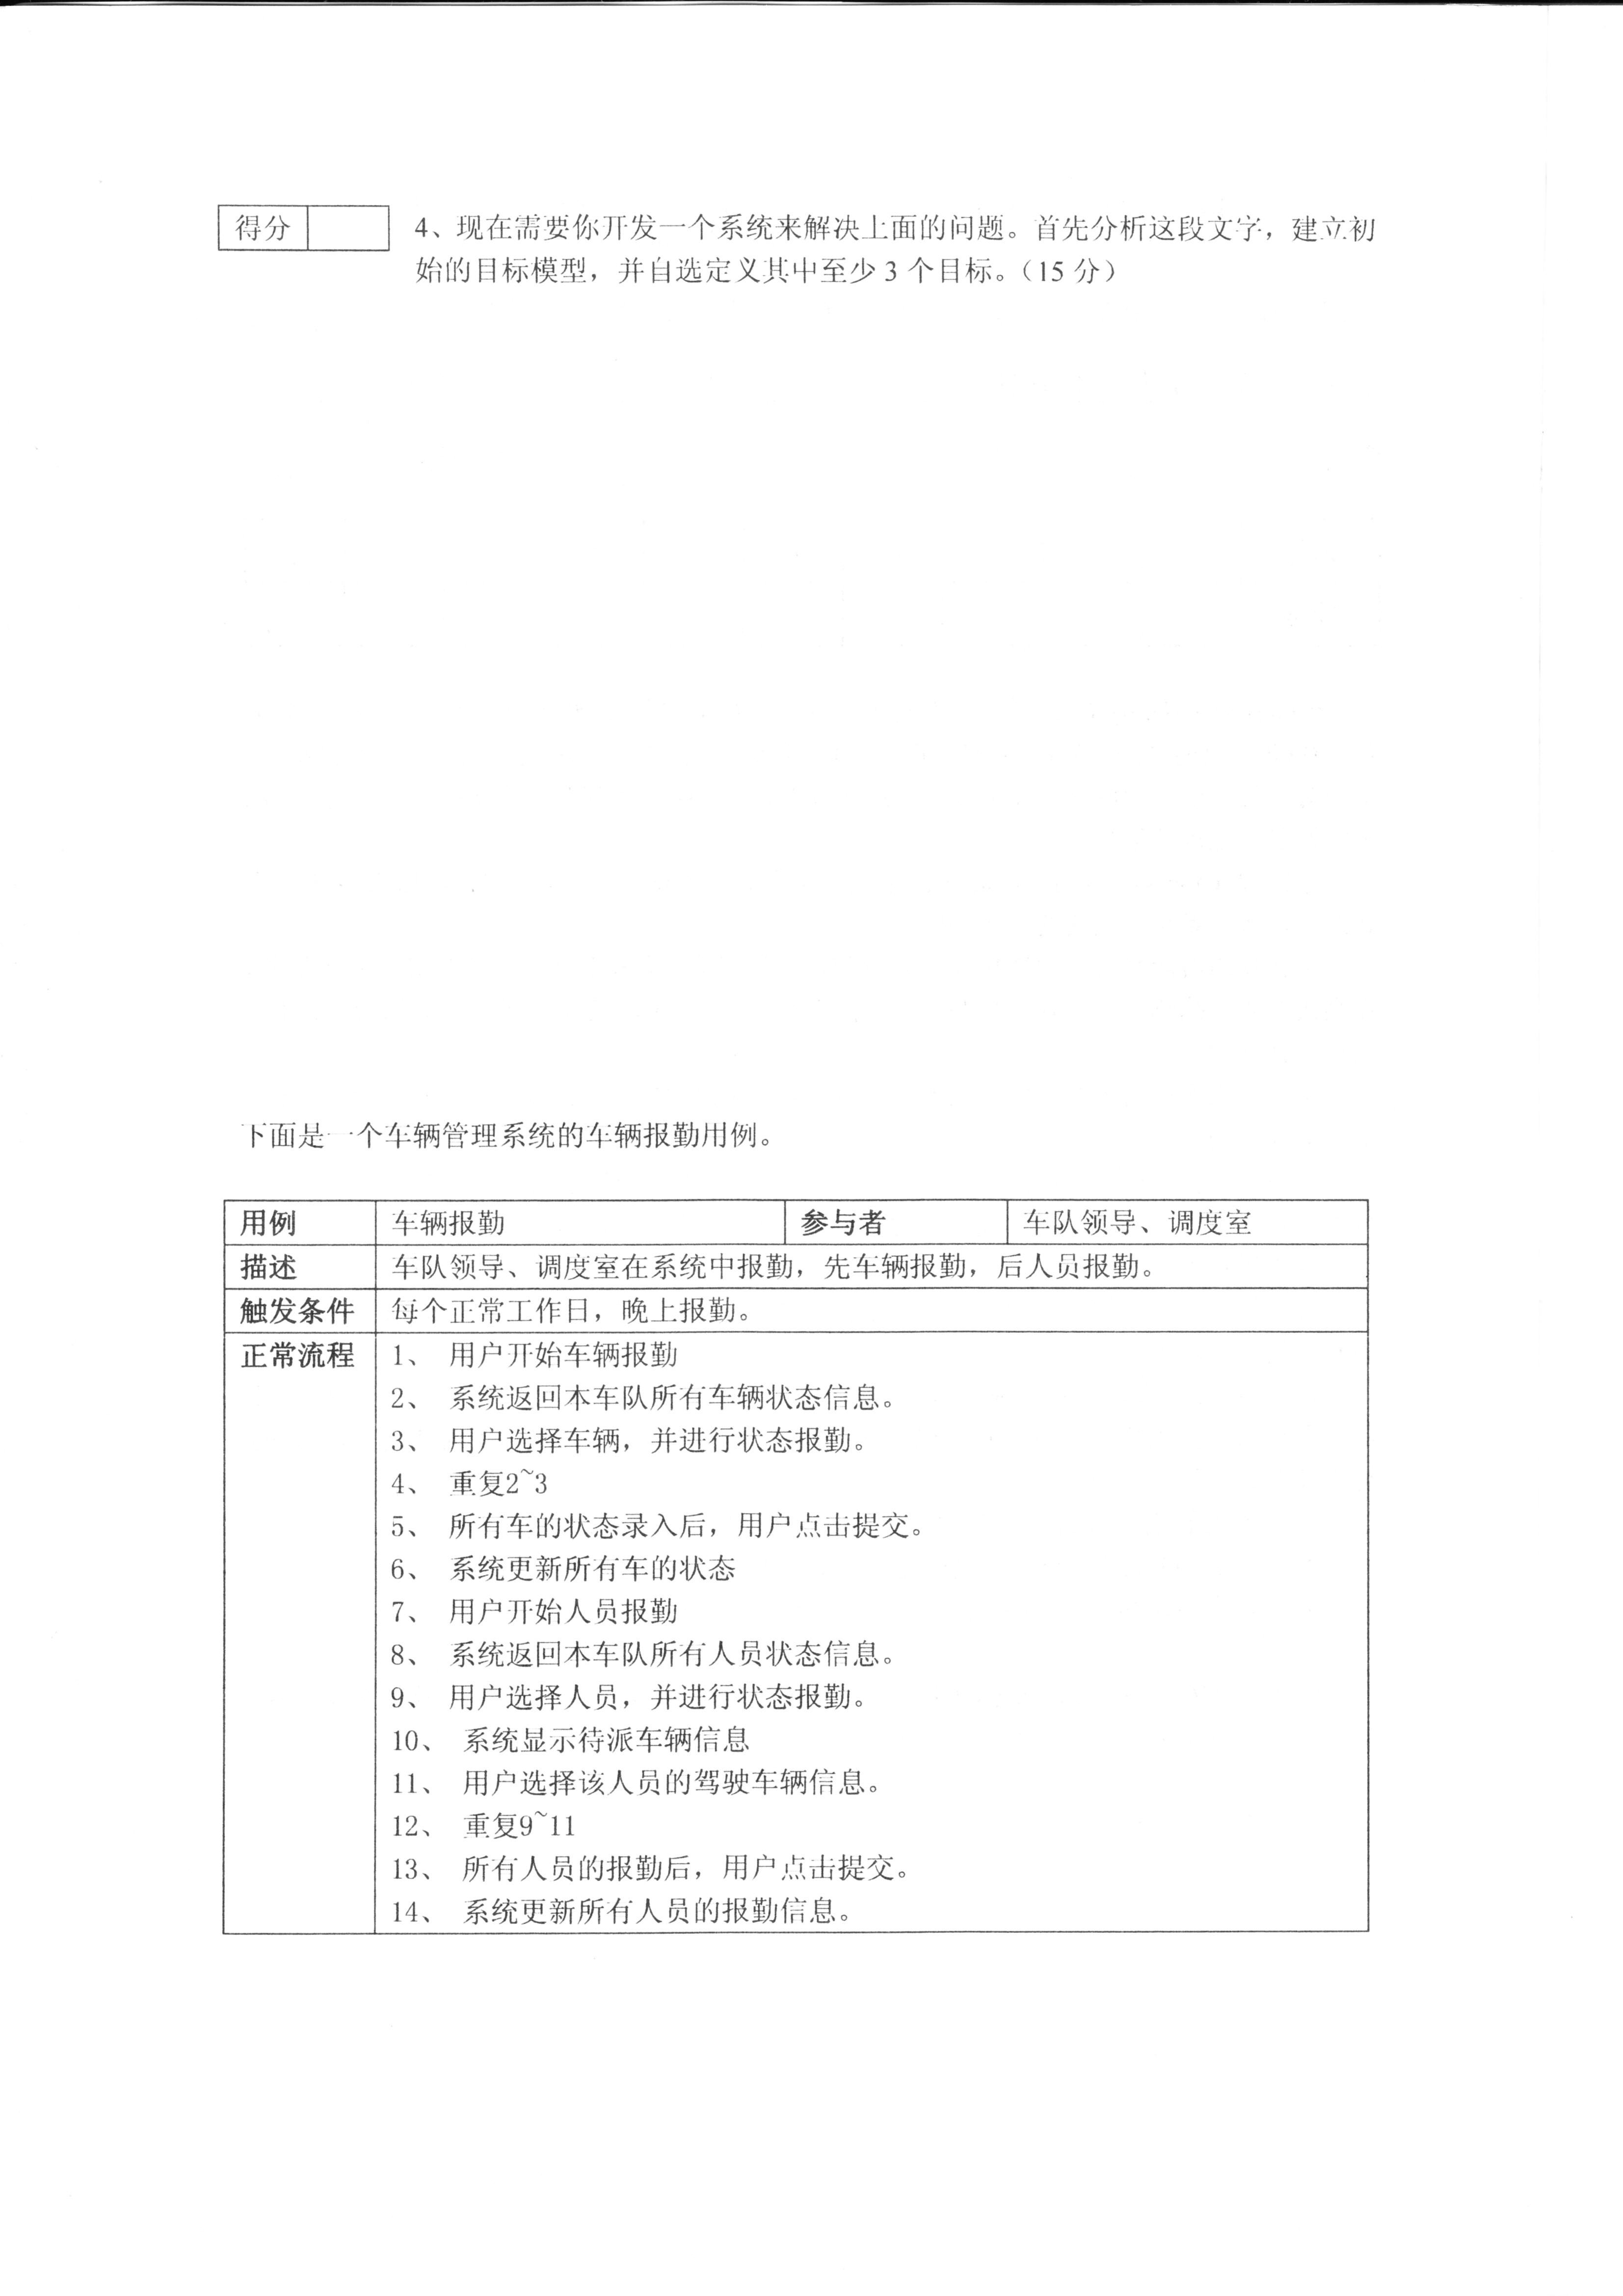 得分
4、现在需要你开发一个系统来解决上面的问题。首先分析这段文字，建立初
始的目标模型，并自选定义其中至少 3 个目标。（15 分）
下面是一个车辆管理系统的车辆报勤用例。
用例 车辆报勤 参与者 车队领导、调度室
描述 车队领导、调度室在系统中报勤，先车辆报勤，后人员报勤。
触发条件 每个正常工作日，晚上报勤。
正常流程 1、 用户开始车辆报勤
2、 系统返回本车队所有车辆状态信息。
3、 用户选择车辆，并进行状态报勤。
4、 重复2~3
5、 所有车的状态录入后，用户点击提交。
6、 系统更新所有车的状态
7、 用户开始人员报勤
8、 系统返回本车队所有人员状态信息。
9、 用户选择人员，并进行状态报勤。
10、 系统显示待派车辆信息
11、 用户选择该人员的驾驶车辆信息。
12、 重复9~11
13、 所有人员的报勤后，用户点击提交。
14、 系统更新所有人员的报勤信息。